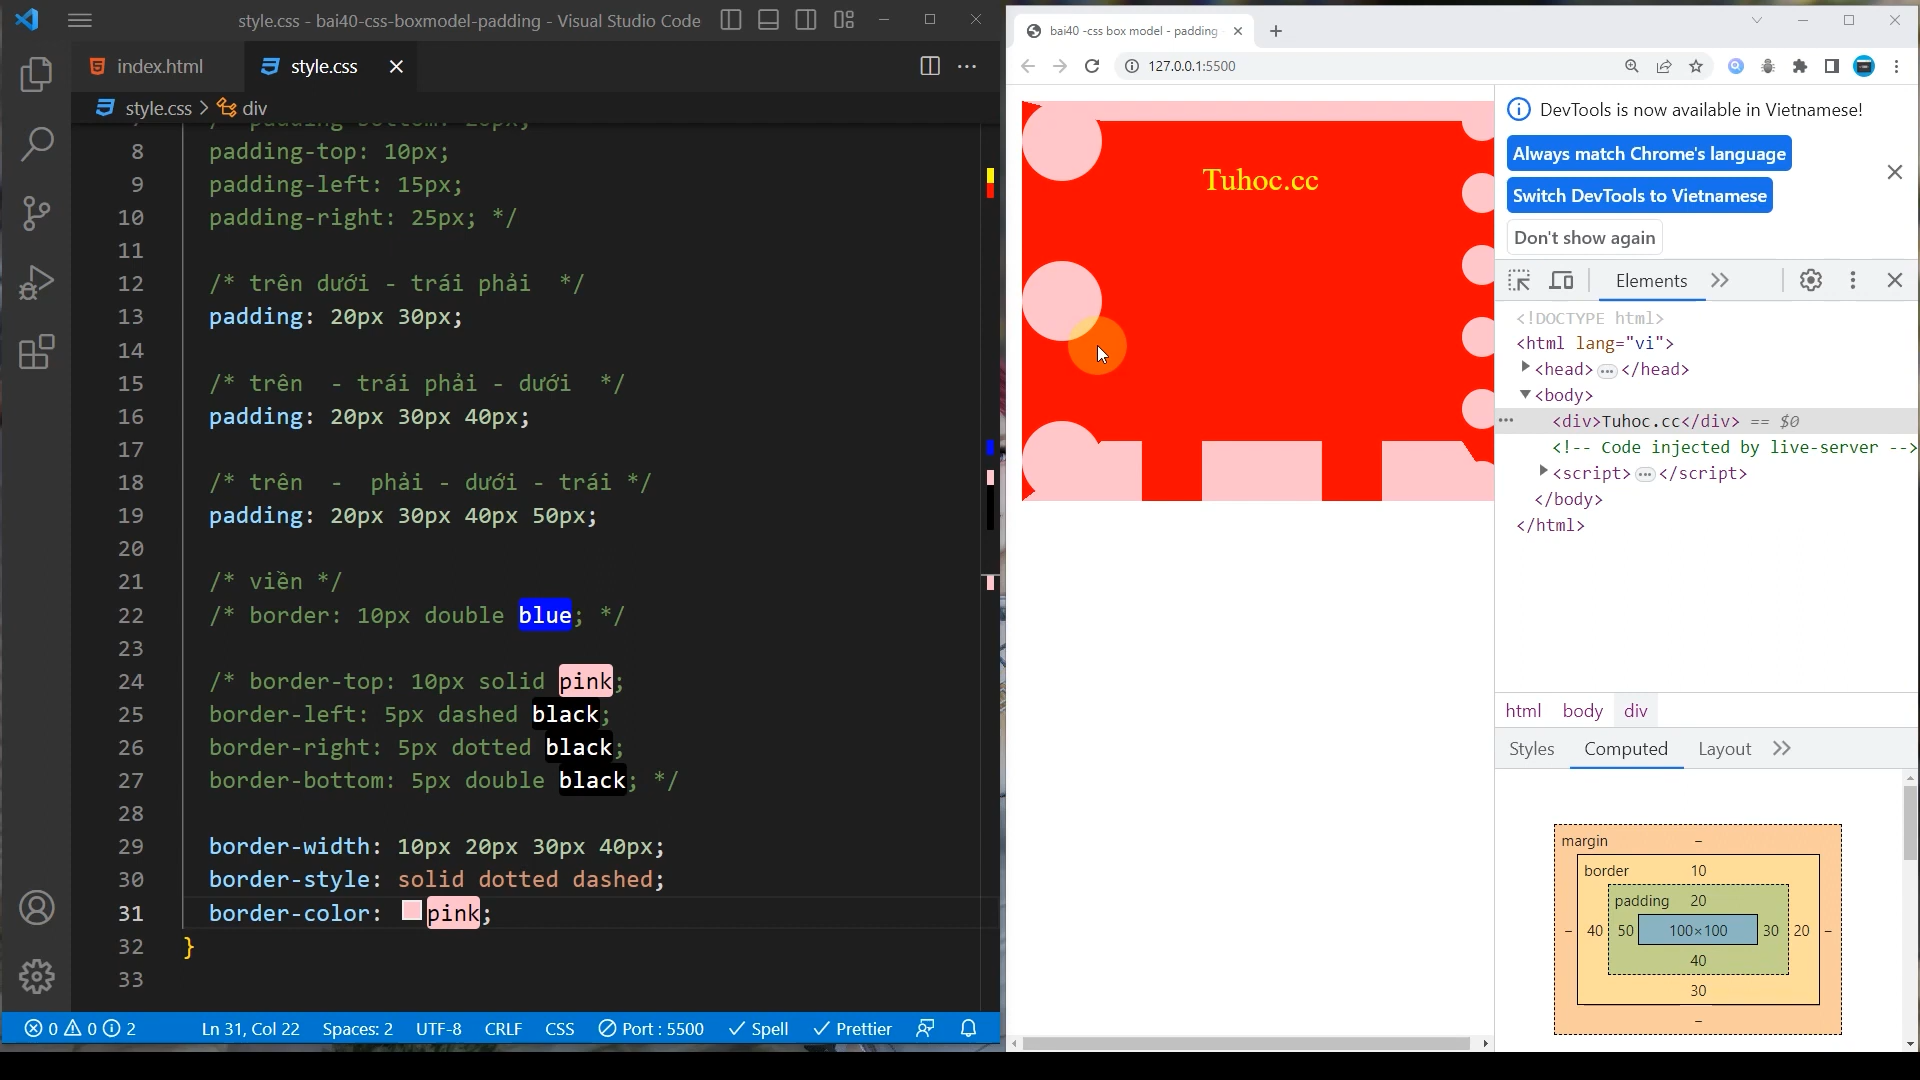 style.css - bai40-css-boxmodel-padding - Visual Studio Code
index.html
style.css
style.css > div
8 padding-top: 10px;
9 padding-left: 15px;
10 padding-right: 25px; */
11
12 /* trên dưới - trái phải  */
13 padding: 20px 30px;
14
15 /* trên  - trái phải - dưới  */
16 padding: 20px 30px 40px;
17
18 /* trên  -  phải - dưới - trái */
19 padding: 20px 30px 40px 50px;
20
21 /* viền */
22 /* border: 10px double blue; */
23
24 /* border-top: 10px solid pink;
25 border-left: 5px dashed black;
26 border-right: 5px dotted black;
27 border-bottom: 5px double black; */
28
29 border-width: 10px 20px 30px 40px;
30 border-style: solid dotted dashed;
31 border-color: pink;
32 }
33
0 0 2 Ln 31, Col 22 Spaces: 2 UTF-8 CRLF CSS Port : 5500 Spell Prettier
bai40 -css box model - padding
127.0.0.1:5500
Tuhoc.cc
DevTools is now available in Vietnamese!
Always match Chrome's language
Switch DevTools to Vietnamese
Don't show again
Elements
<!DOCTYPE html>
<html lang="vi">
<head>…</head>
<body>
<div>Tuhoc.cc</div> == $0
<!-- Code injected by live-server -->
<script>…</script>
</body>
</html>
html body div
Styles Computed Layout
margin –
border 10
padding 20
– 40 50 100×100 30 20 –
40
30
–